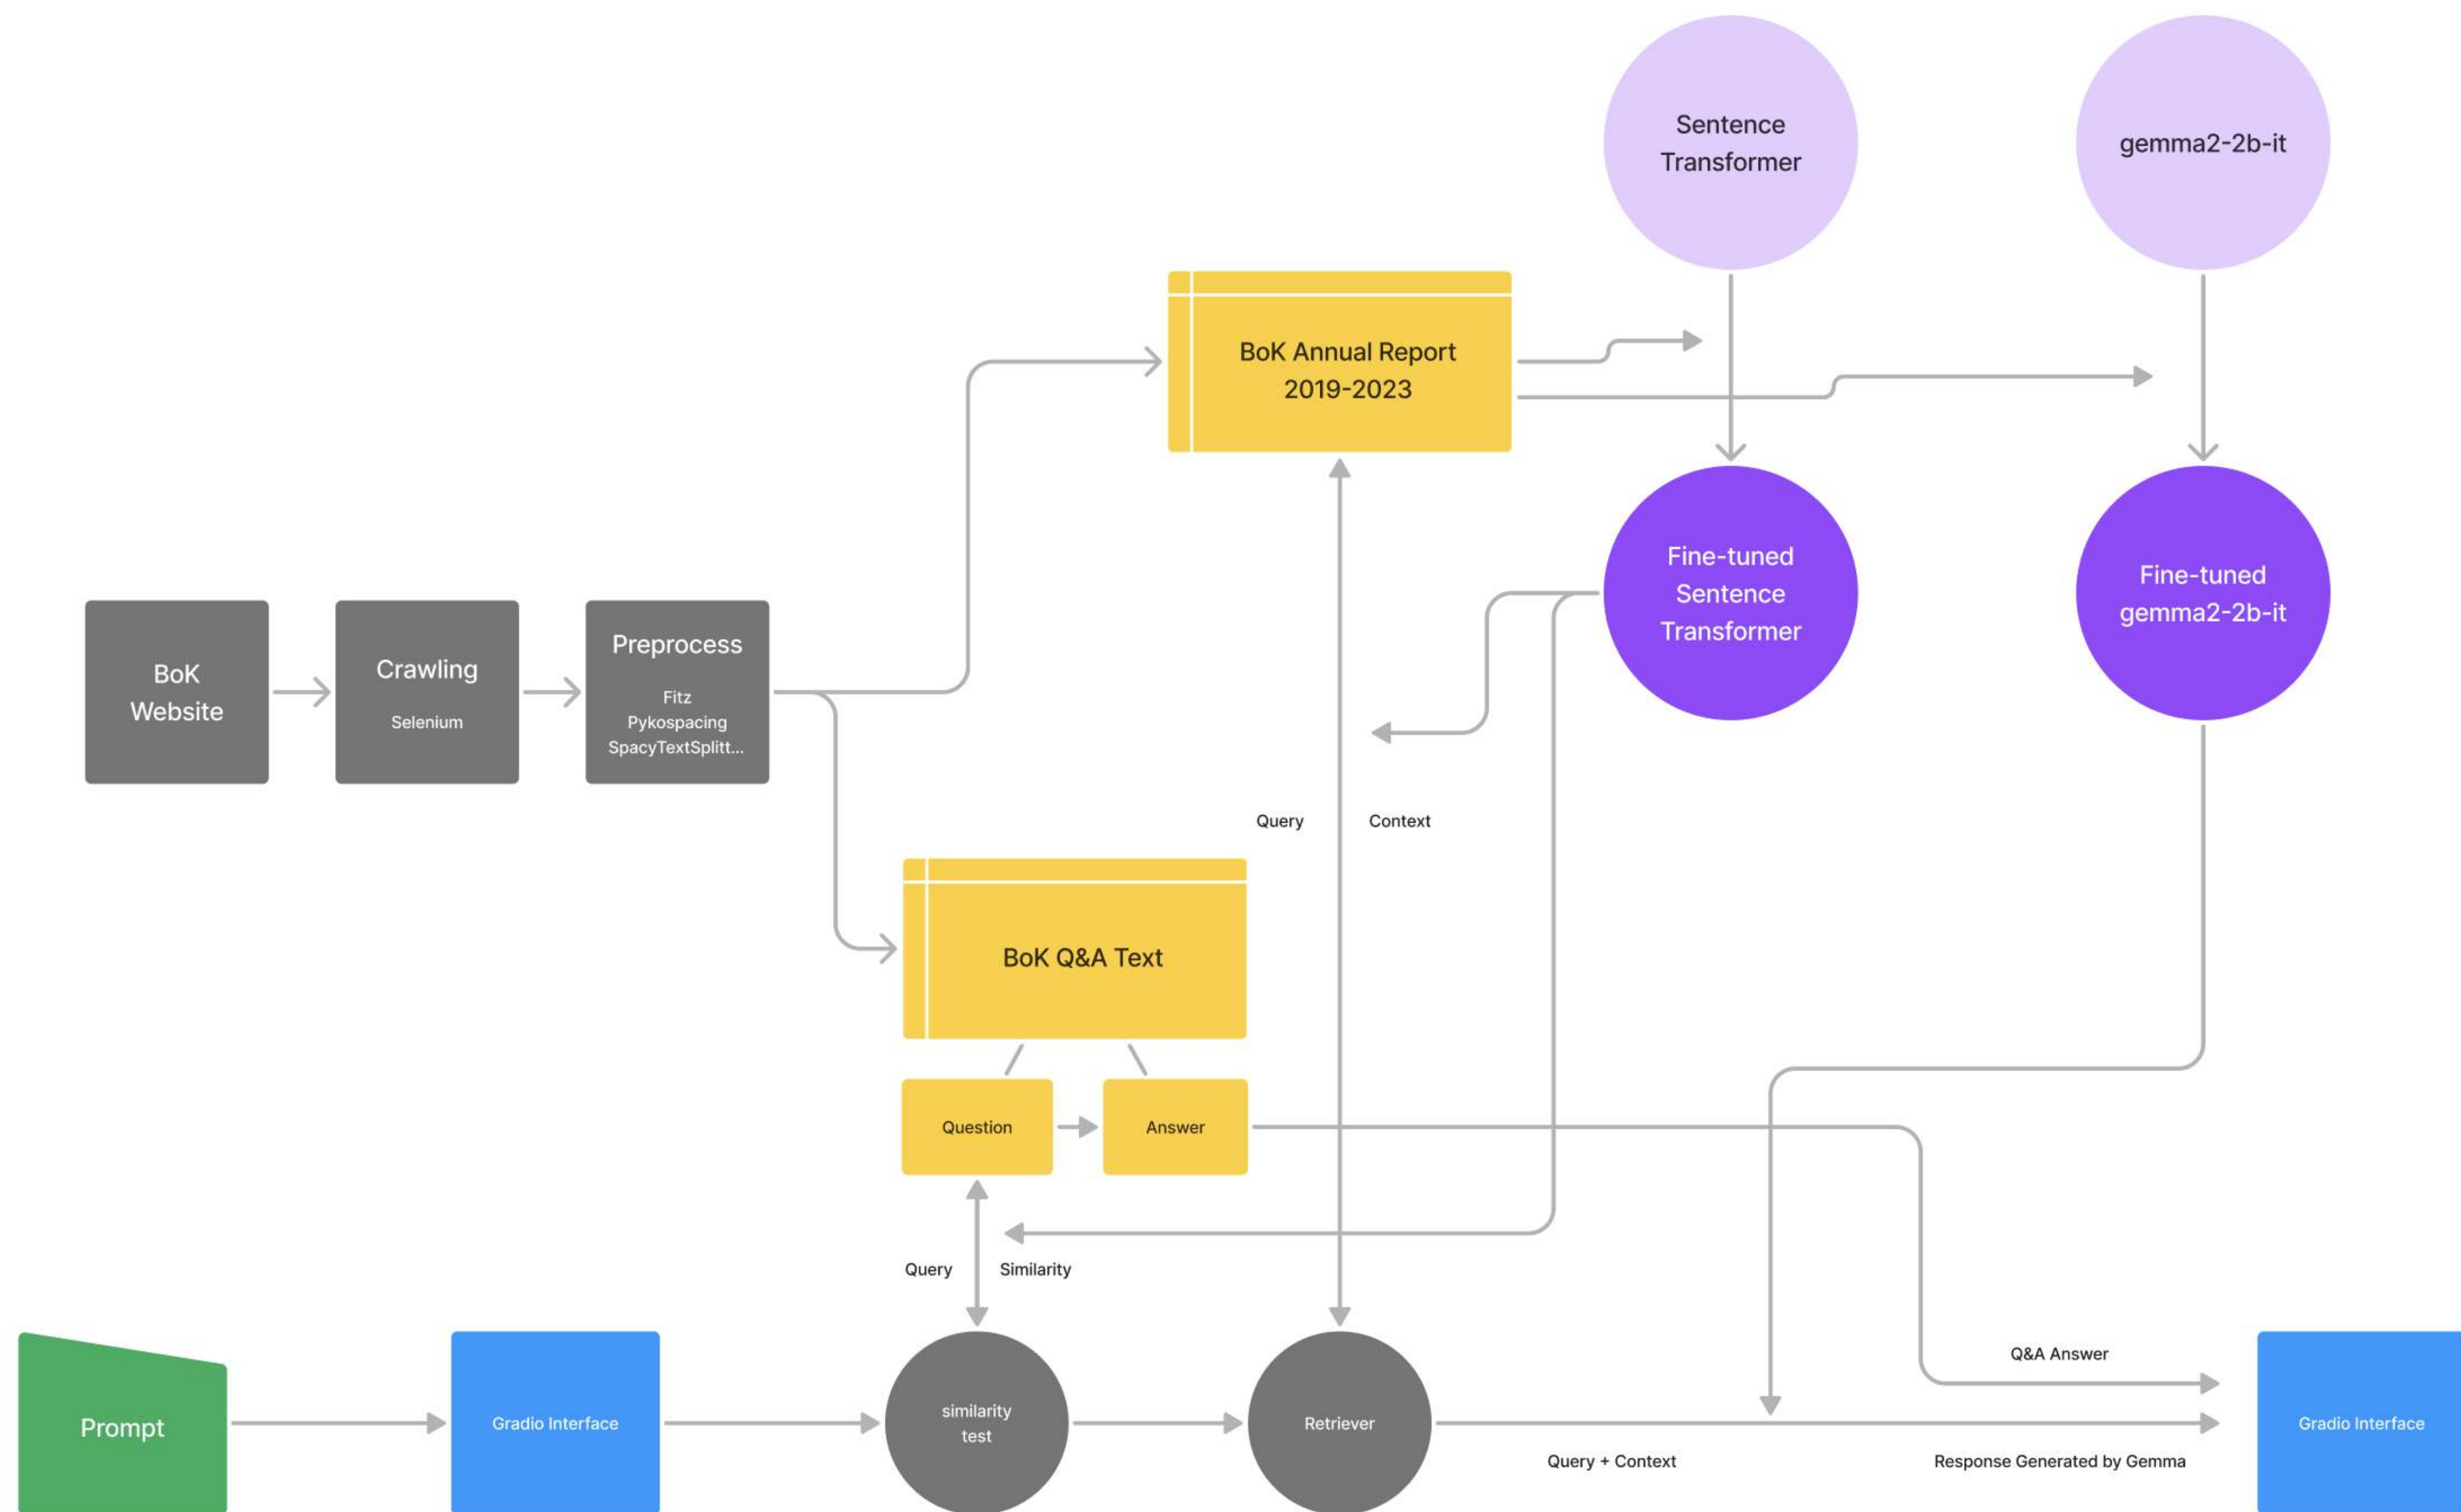 Sentence
Transformer
gemma2-2b-it
BoK Annual Report
2019-2023
Fine-tuned
Sentence
Transformer
Fine-tuned
gemma2-2b-it
BoK
Website
Crawling
Selenium
Preprocess
Fitz
Pykospacing
SpacyTextSplitt...
Query
Context
BoK Q&A Text
Question
Answer
Query
Similarity
Prompt
Gradio Interface
similarity
test
Retriever
Query + Context
Q&A Answer
Response Generated by Gemma
Gradio Interface